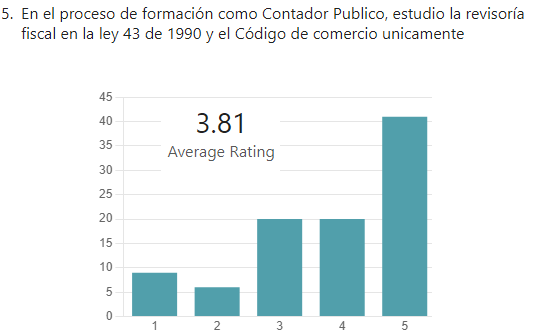 5. En el proceso de formación como Contador Publico, estudio la revisoría
fiscal en la ley 43 de 1990 y el Código de comercio unicamente
45
40
35
30
25
20
15
10
5
0
3.81
Average Rating
1 2 3 4 5